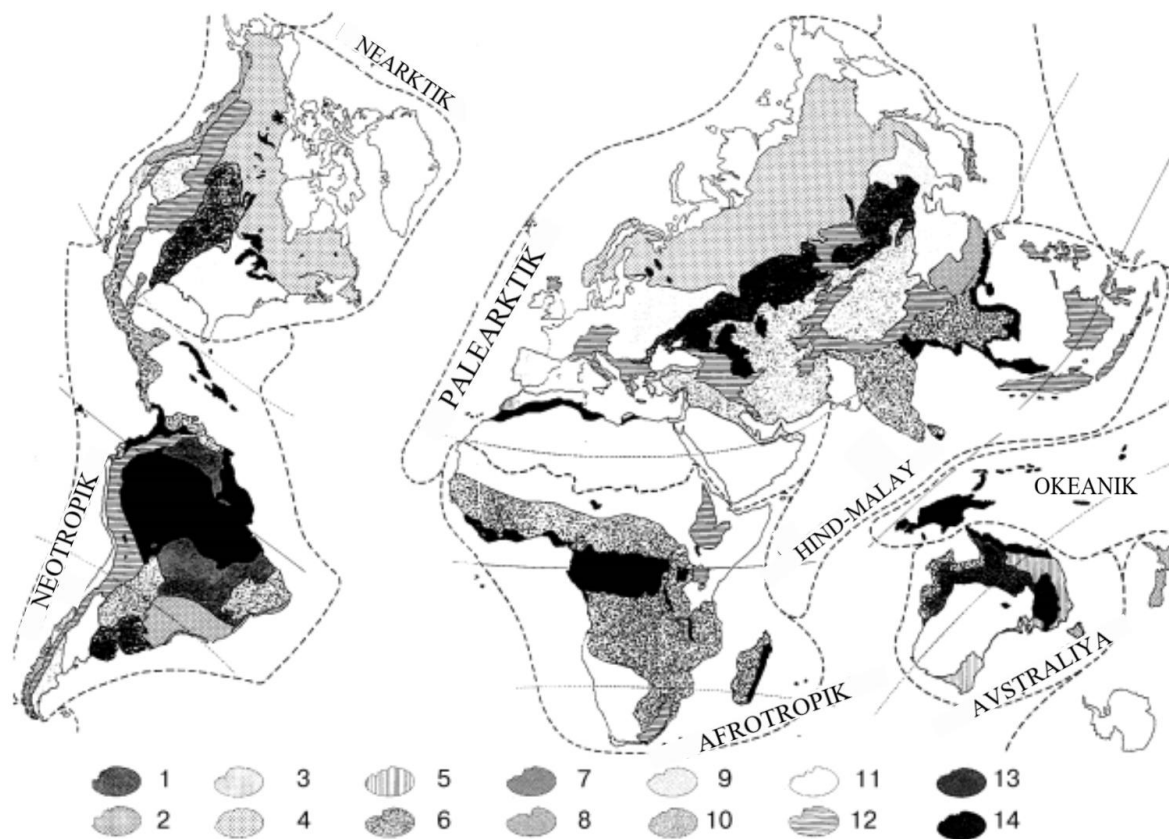 NEARKTIK
PALEARKTIK
NEOTROPIK
HIND-MALAY
OKEANIK
AFROTROPIK
AVSTRALIYA
1 3 5 7 9 11 13
2 4 6 8 10 12 14